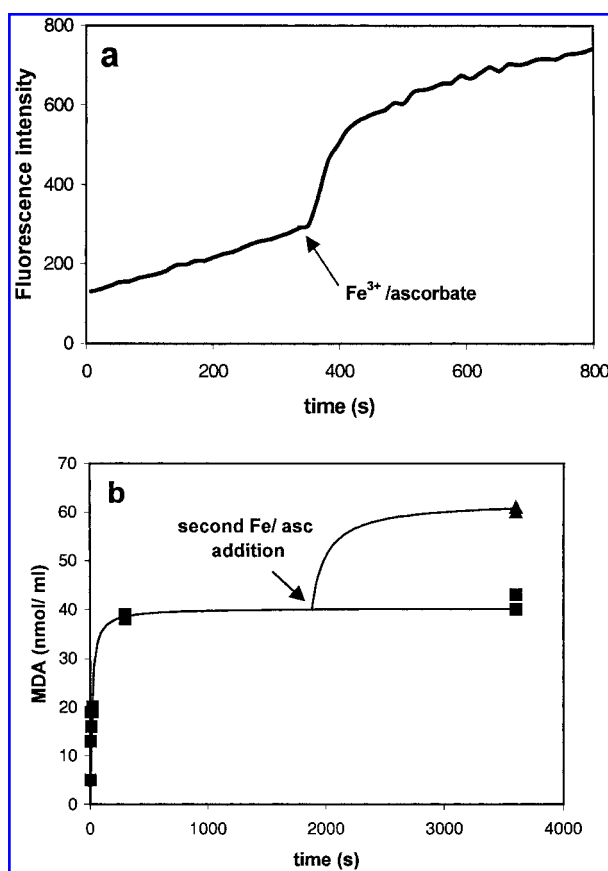 a
Fluorescence intensity
800
600
400
200
0
Fe³⁺ /ascorbate
0 200 400 600 800
time (s)
b
MDA (nmol/ ml)
70
60
50
40
30
20
10
0
second Fe/ asc
addition
0 1000 2000 3000 4000
time (s)